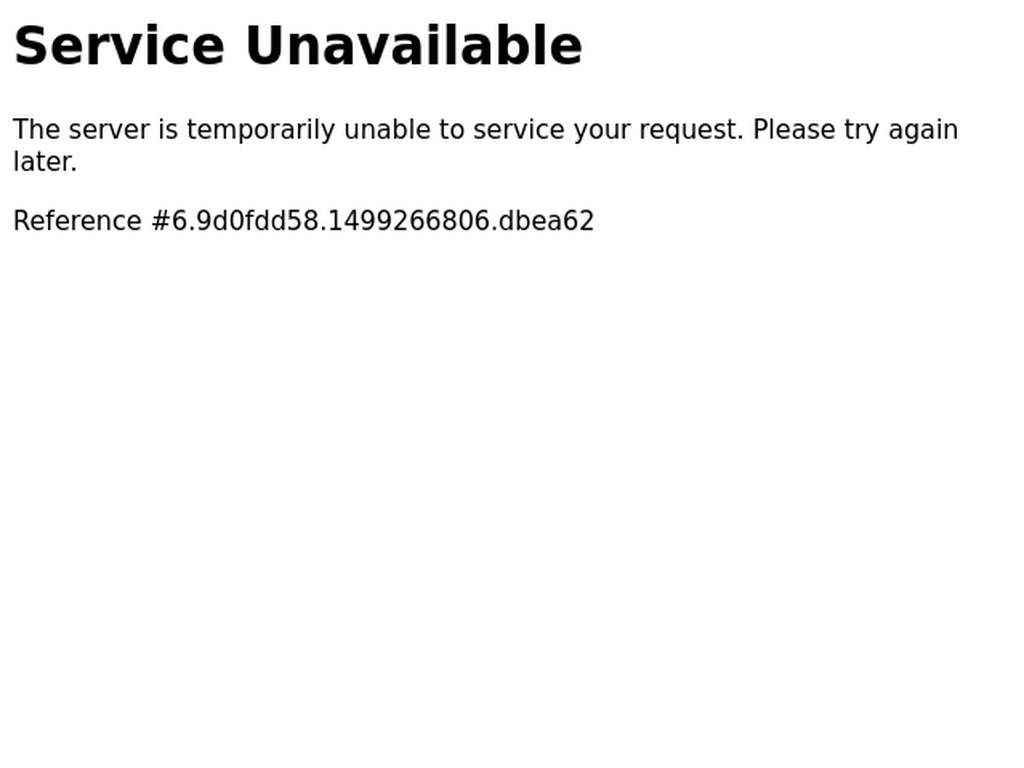 Service Unavailable
The server is temporarily unable to service your request. Please try again
later.
Reference #6.9d0fdd58.1499266806.dbea62